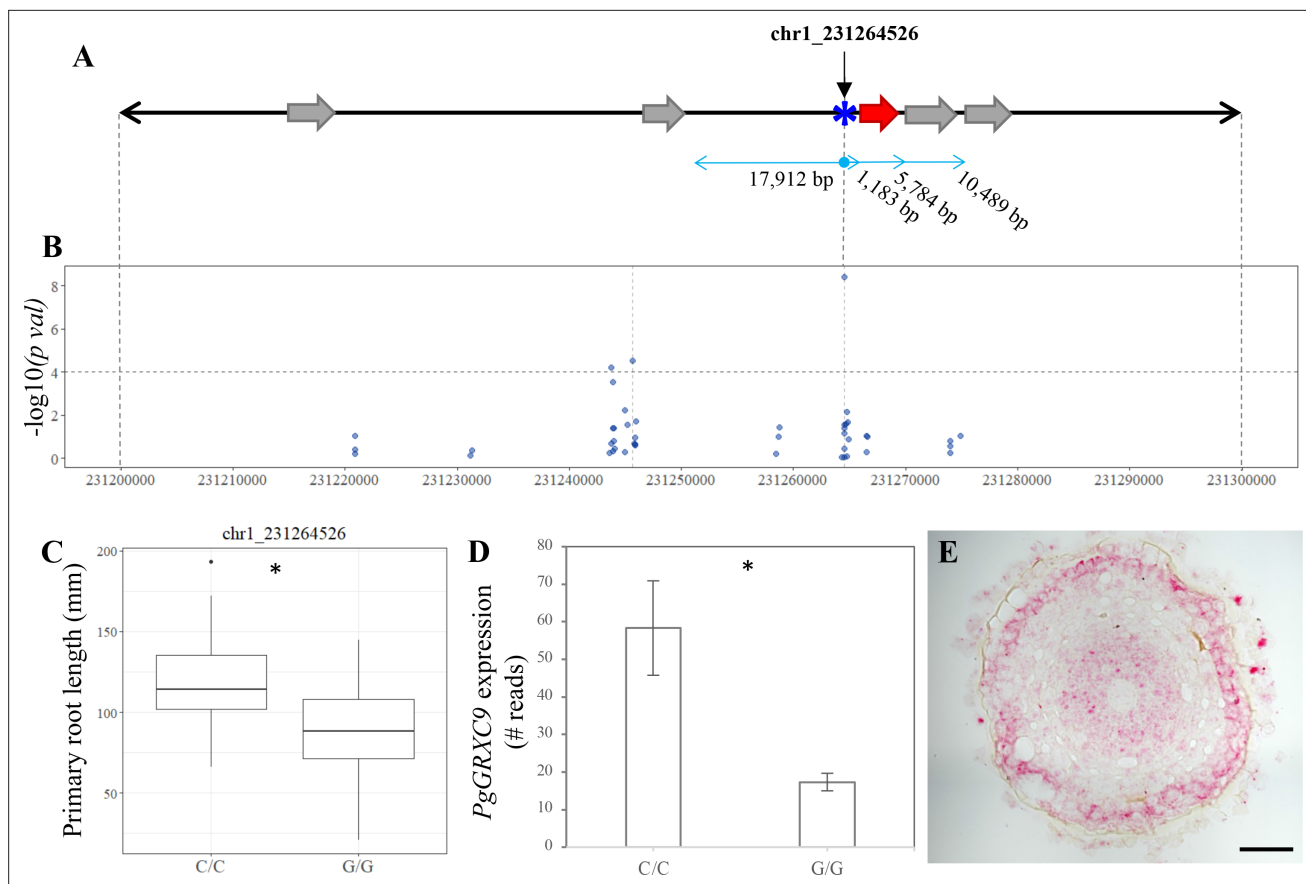 chr1_231264526
A
17,912 bp
1,183 bp
5,784 bp
10,489 bp
B
-log10(p val)
8
6
4
2
0
231200000 231210000 231220000 231230000 231240000 231250000 231260000 231270000 231280000 231290000 231300000
C
chr1_231264526
Primary root length (mm)
200
150
100
50
*
C/C G/G
D
PgGRXC9 expression
(# reads)
80
70
60
50
40
30
20
10
0
*
C/C G/G
E